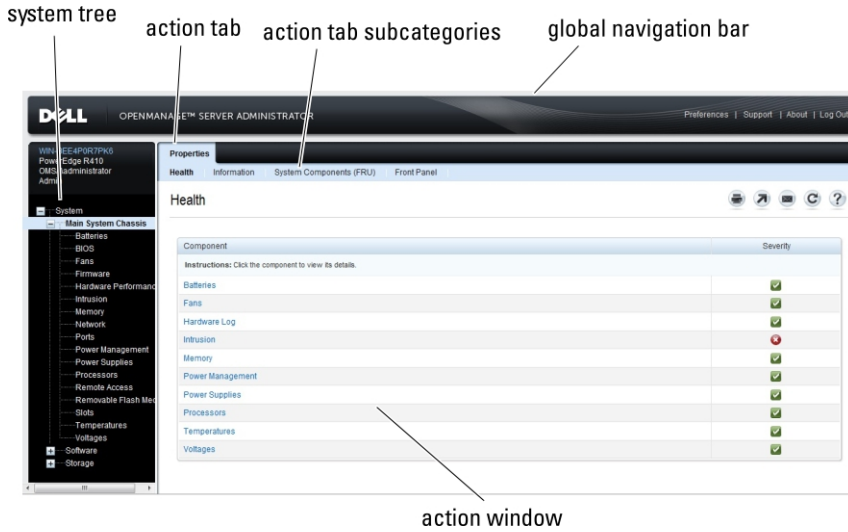 system tree
action tab
action tab subcategories
global navigation bar
DELL
OPENMANAGE™ SERVER ADMINISTRATOR
Preferences | Support | About | Log Out
PowerEdge R410
Admin
Properties
Health
Information
System Components (FRU)
Front Panel
Health
System
Main System Chassis
Batteries
BIOS
Fans
Firmware
Hardware Performanc
Intrusion
Memory
Network
Ports
Power Management
Power Supplies
Processors
Remote Access
Removable Flash Med
Slots
Temperatures
Voltages
Software
Storage
Component
Severity
Instructions: Click the component to view its details.
Batteries
Fans
Hardware Log
Intrusion
Memory
Power Management
Power Supplies
Processors
Temperatures
Voltages
action window